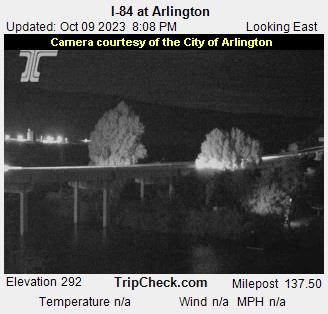 I-84 at Arlington
Updated: Oct 09 2023 8:08 PM Looking East
Camera courtesy of the City of Arlington
Elevation 292 TripCheck.com Milepost 137.50
Temperature n/a Wind n/a MPH n/a